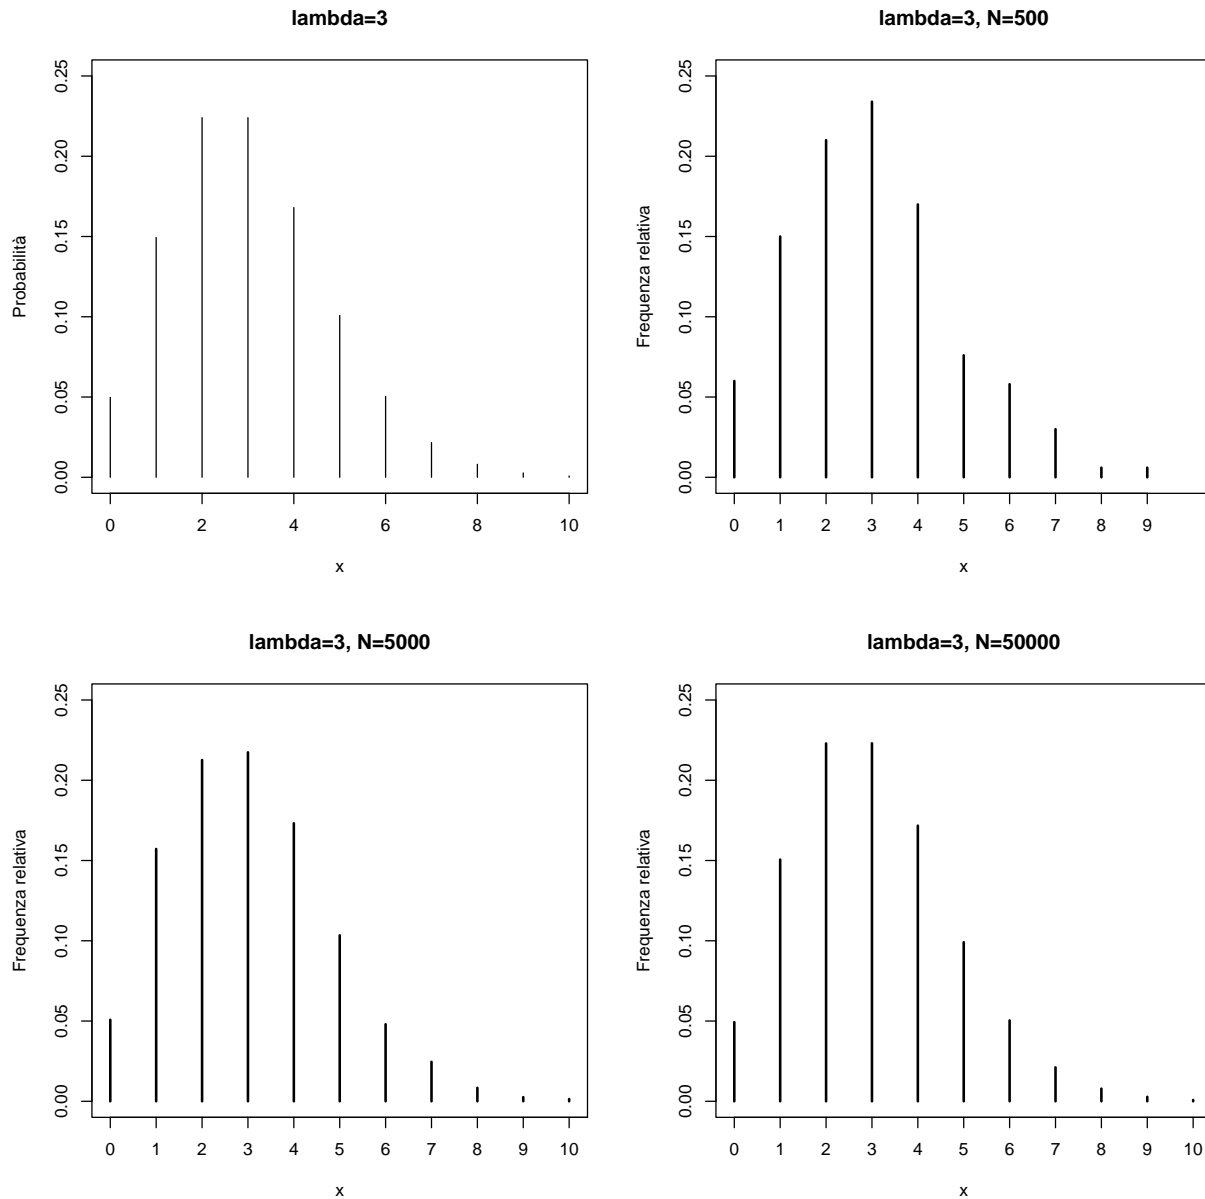 lambda=3
Probabilità
0.00 0.05 0.10 0.15 0.20 0.25
0 2 4 6 8 10
x
lambda=3, N=500
Frequenza relativa
0.00 0.05 0.10 0.15 0.20 0.25
0 1 2 3 4 5 6 7 8 9
x
lambda=3, N=5000
Frequenza relativa
0.00 0.05 0.10 0.15 0.20 0.25
0 1 2 3 4 5 6 7 8 9 10
x
lambda=3, N=50000
Frequenza relativa
0.00 0.05 0.10 0.15 0.20 0.25
0 1 2 3 4 5 6 7 8 9 10
x